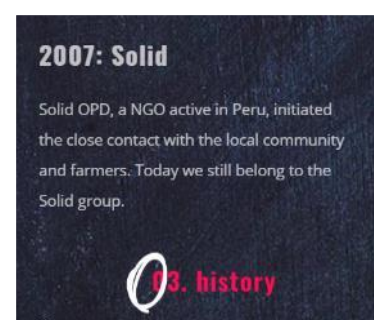 2007: Solid
Solid OPD, a NGO active in Peru, initiated
the close contact with the local community
and farmers. Today we still belong to the
Solid group.
03. history